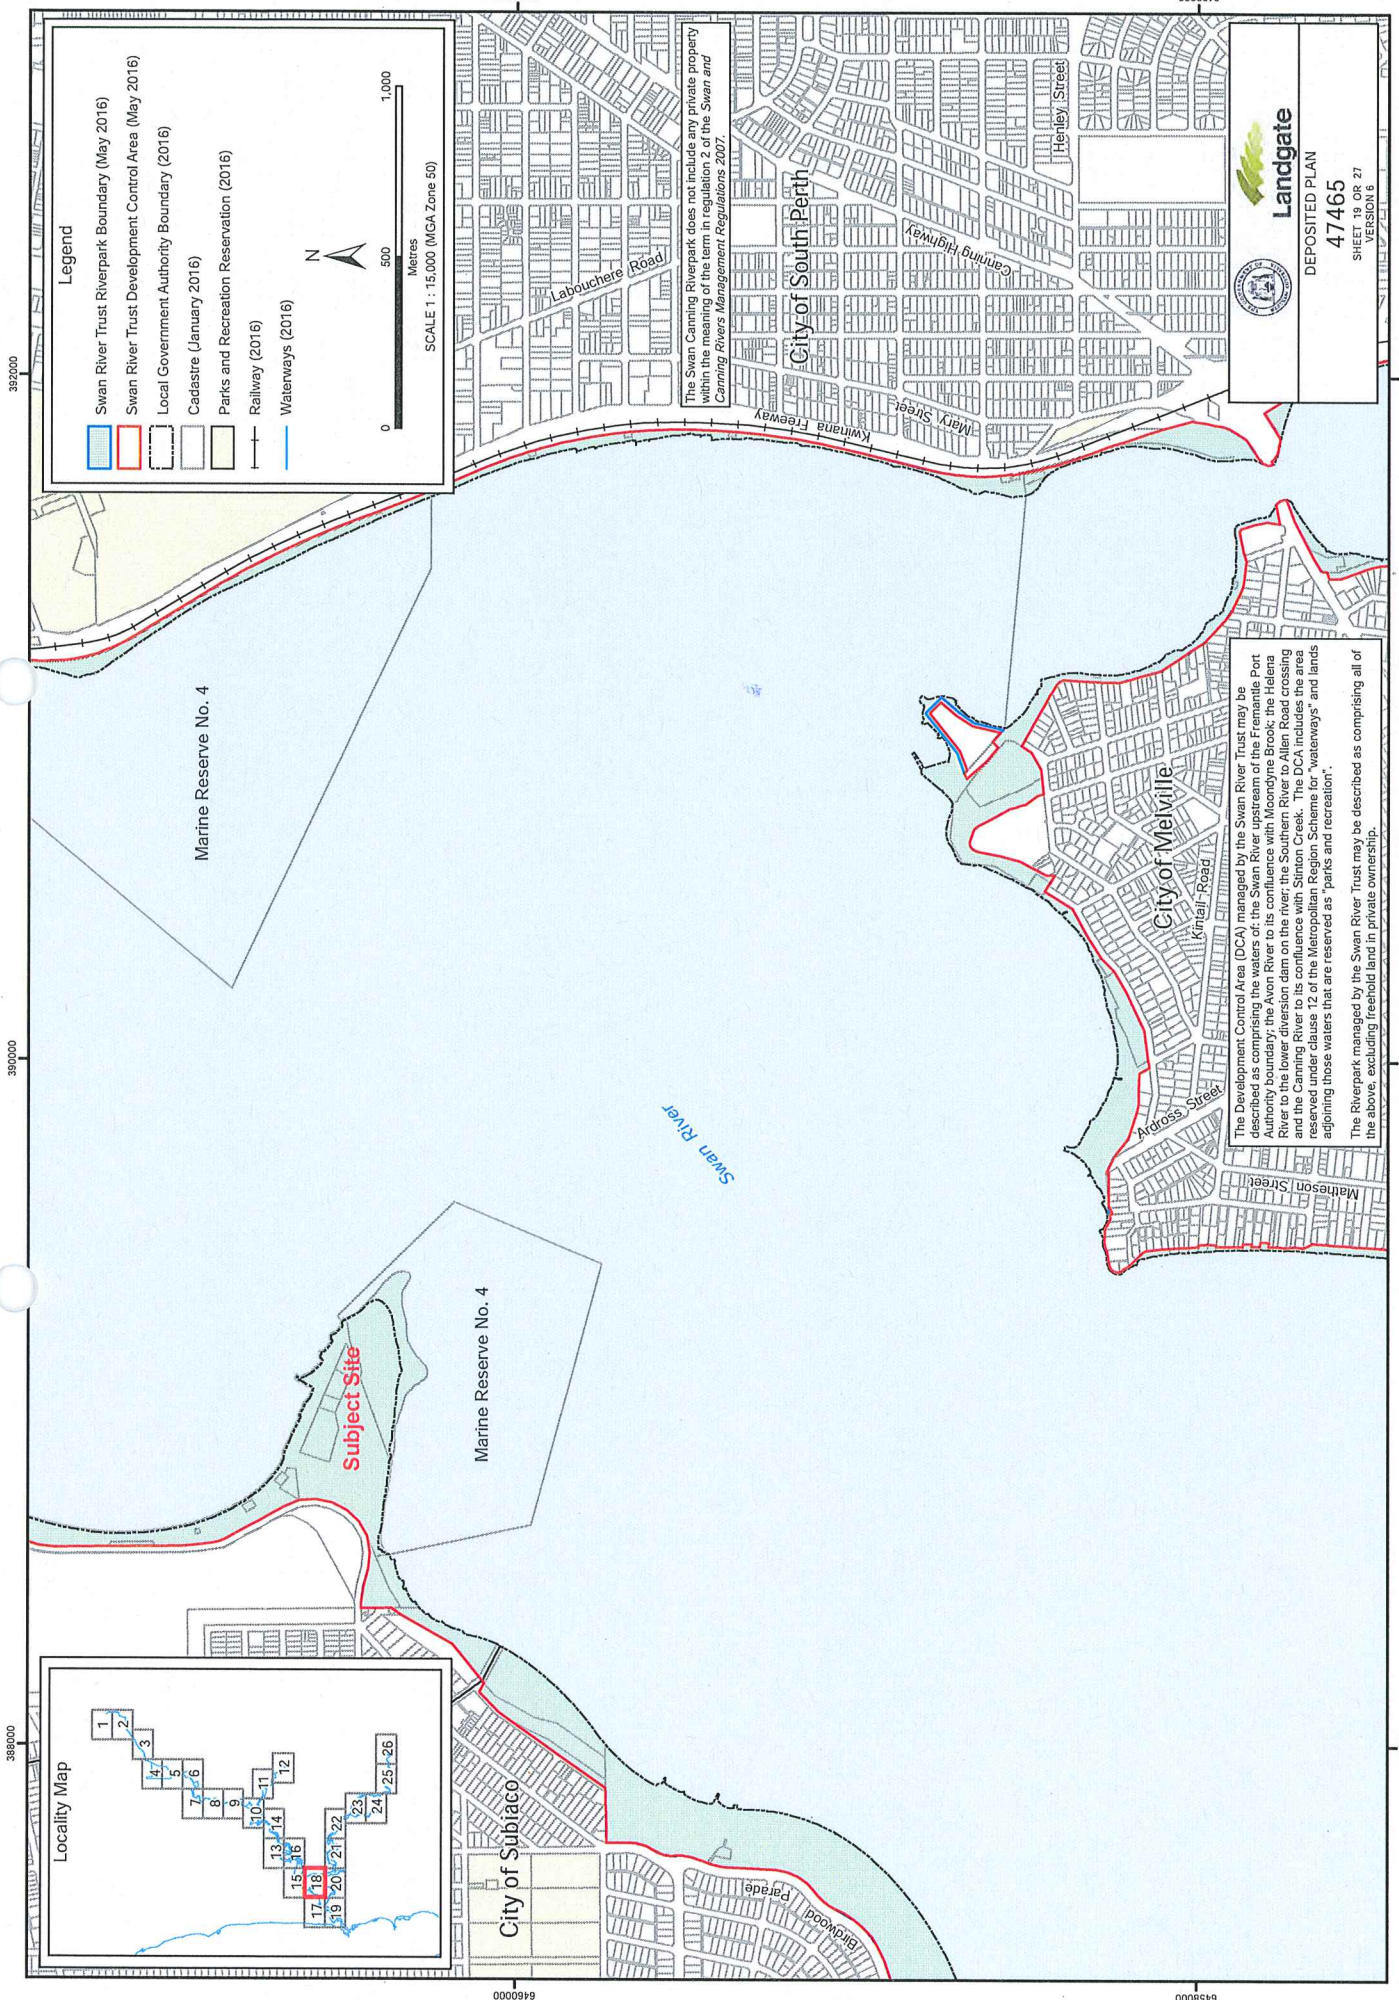 Legend
Swan River Trust Riverpark Boundary (May 2016)
Swan River Trust Development Control Area (May 2016)
Local Government Authority Boundary (2016)
Cadastre (January 2016)
Parks and Recreation Reservation (2016)
Railway (2016)
Waterways (2016)
N
0
500
1,000
Metres
SCALE 1 : 15,000 (MGA Zone 50)
388000
390000
392000
6460000
6458000
The Swan Canning Riverpark does not include any private property
within the meaning of the term in regulation 2 of the Swan and
Canning Rivers Management Regulations 2007.
Labouchere Road
City of South Perth
Canning Highway
Henley Street
Kwinana Freeway
Mary Street
Landgate
DEPOSITED PLAN
47465
SHEET 19 OR 27
VERSION 6
Marine Reserve No. 4
Swan River
Subject Site
Marine Reserve No. 4
City of Melville
Kintail Road
Ardross Street
Matheson Street
The Development Control Area (DCA) managed by the Swan River Trust may be
described as comprising the waters of: the Swan River upstream of the Fremantle Port
Authority boundary; the Avon River to its confluence with Moondyne Brook; the Helena
River to the lower diversion dam on the river; the Southern River to Allen Road crossing
and the Canning River to its confluence with Stinton Creek. The DCA includes the area
reserved under clause 12 of the Metropolitan Region Scheme for "waterways" and lands
adjoining those waters that are reserved as "parks and recreation".
The Riverpark managed by the Swan River Trust may be described as comprising all of
the above, excluding freehold land in private ownership.
Locality Map
1
2
3
4
5
6
7
8
9
10
11
12
13
14
15
16
17
18
19
20
21
22
23
24
25
26
City of Subiaco
Birdwood
Parade